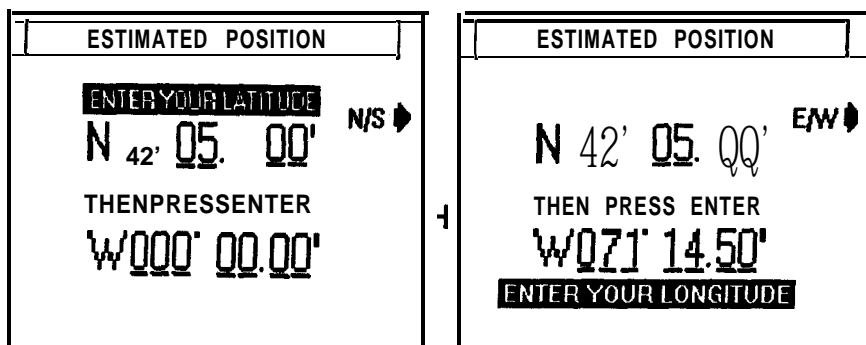 ESTIMATED POSITION
ENTER YOUR LATITUDE
N/S
N 42' 05. 00'
THENPRESSENTER
W000° 00.00'
ESTIMATED POSITION
E/W
N 42' 05. QQ'
THEN PRESS ENTER
W071° 14.50'
ENTER YOUR LONGITUDE